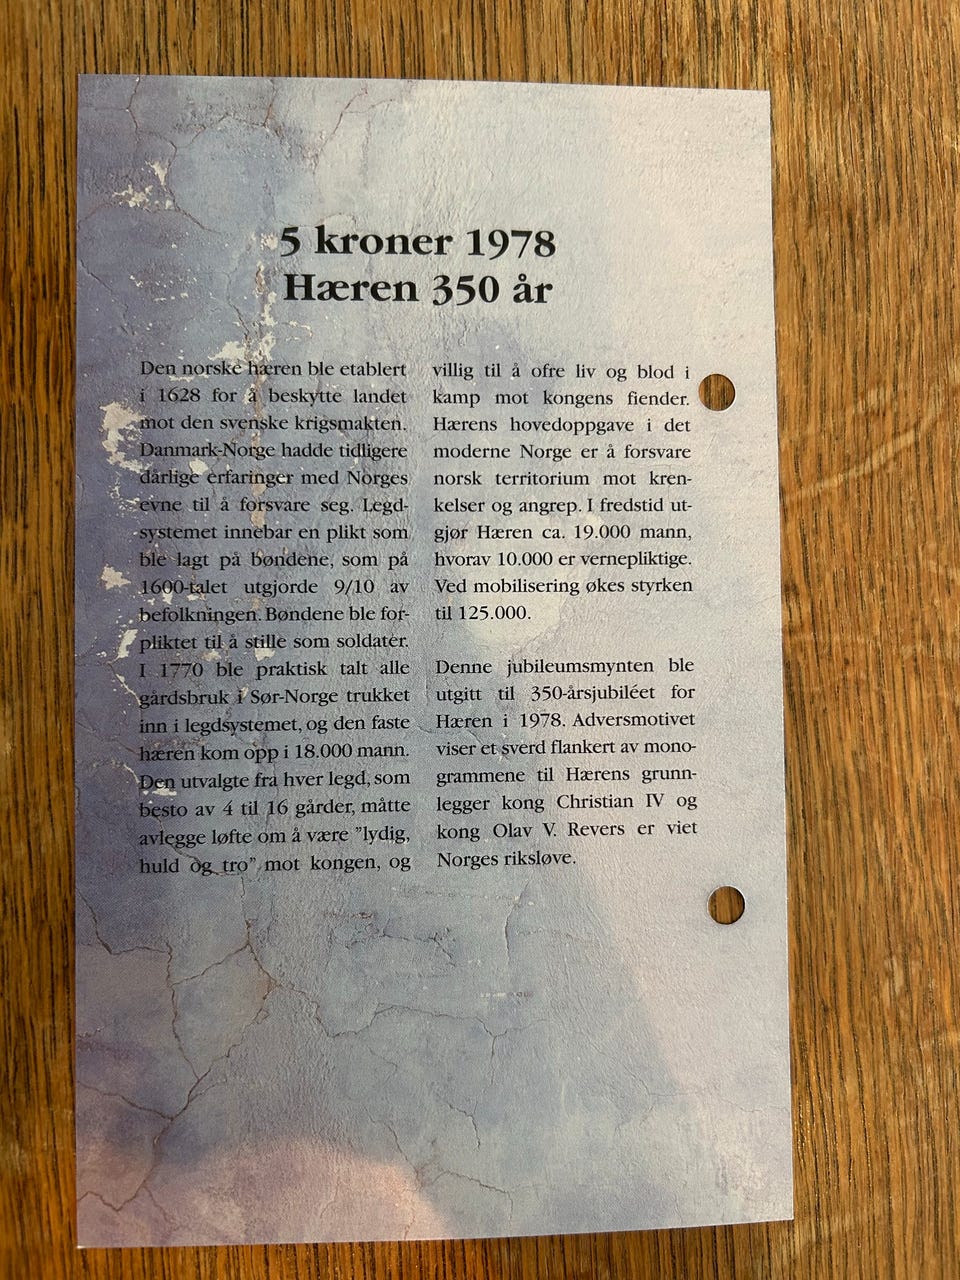 5 kroner 1978
Hæren 350 år
Den norske hæren ble etablert
i 1628 for å beskytte landet
mot den svenske krigsmakten.
Danmark-Norge hadde tidligere
dårlige erfaringer med Norges
evne til å forsvare seg. Legd-
systemet innebar en plikt som
ble lagt på bøndene, som på
1600-talet utgjorde 9/10 av
befolkningen. Bøndene ble for-
pliktet til å stille som soldater.
I 1770 ble praktisk talt alle
gårdsbruk i Sør-Norge trukket
inn i legdsystemet, og den faste
hæren kom opp i 18.000 mann.
Den utvalgte fra hver legd, som
besto av 4 til 16 gårder, måtte
avlegge løfte om å være ”lydig,
huld og tro” mot kongen, og
villig til å ofre liv og blod i
kamp mot kongens fiender.
Hærens hovedoppgave i det
moderne Norge er å forsvare
norsk territorium mot kren-
kelser og angrep. I fredstid ut-
gjør Hæren ca. 19.000 mann,
hvorav 10.000 er vernepliktige.
Ved mobilisering økes styrken
til 125.000.
Denne jubileumsmynten ble
utgitt til 350-årsjubiléet for
Hæren i 1978. Adversmotivet
viser et sverd flankert av mono-
grammene til Hærens grunn-
legger kong Christian IV og
kong Olav V. Revers er viet
Norges riksløve.